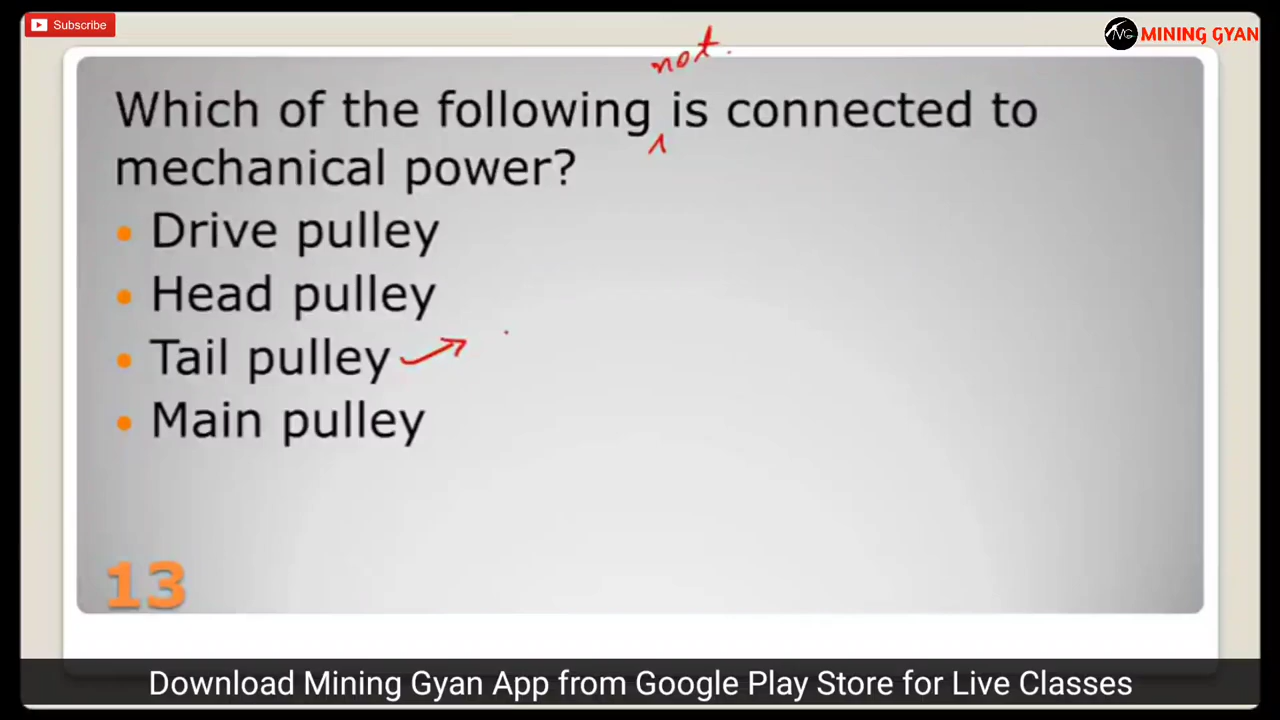 Subscribe
MINING GYAN
not.
Which of the following ^ is connected to
mechanical power?
• Drive pulley
• Head pulley
• Tail pulley
• Main pulley
13
Download Mining Gyan App from Google Play Store for Live Classes